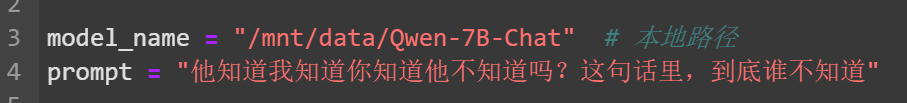 2
3 model_name = "/mnt/data/Qwen-7B-Chat" # 本地路径
4 prompt = "他知道我知道你知道他不知道吗？这句话里，到底谁不知道"